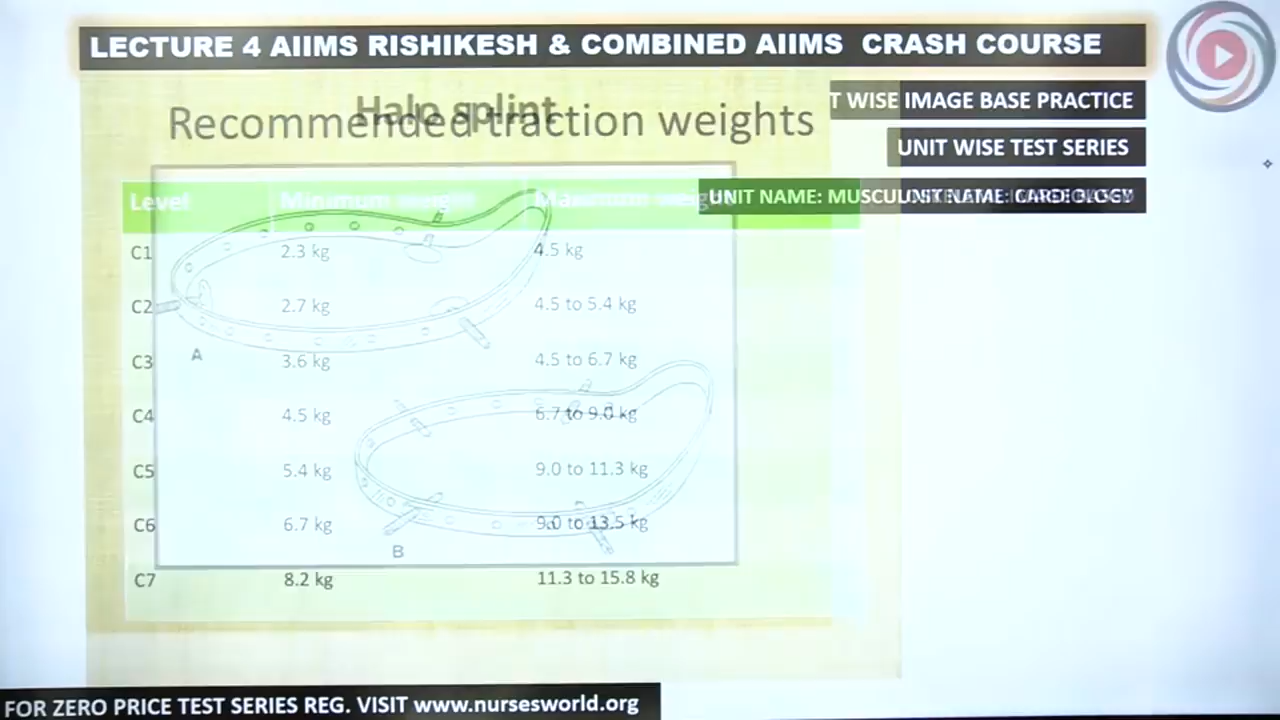 LECTURE 4 AIIMS RISHIKESH & COMBINED AIIMS CRASH COURSE
T WISE IMAGE BASE PRACTICE
Halo splint
Recommended traction weights
UNIT WISE TEST SERIES
UNIT NAME: MUSCUL
UNIT NAME: CARDIOLOGY
Level Minimum weight Maximum weight
C1 2.3 kg 4.5 kg
C2 2.7 kg 4.5 to 5.4 kg
A
C3 3.6 kg 4.5 to 6.7 kg
C4 4.5 kg 6.7 to 9.0 kg
C5 5.4 kg 9.0 to 11.3 kg
C6 6.7 kg 9.0 to 13.5 kg
B
C7 8.2 kg 11.3 to 15.8 kg
FOR ZERO PRICE TEST SERIES REG. VISIT www.nursesworld.org